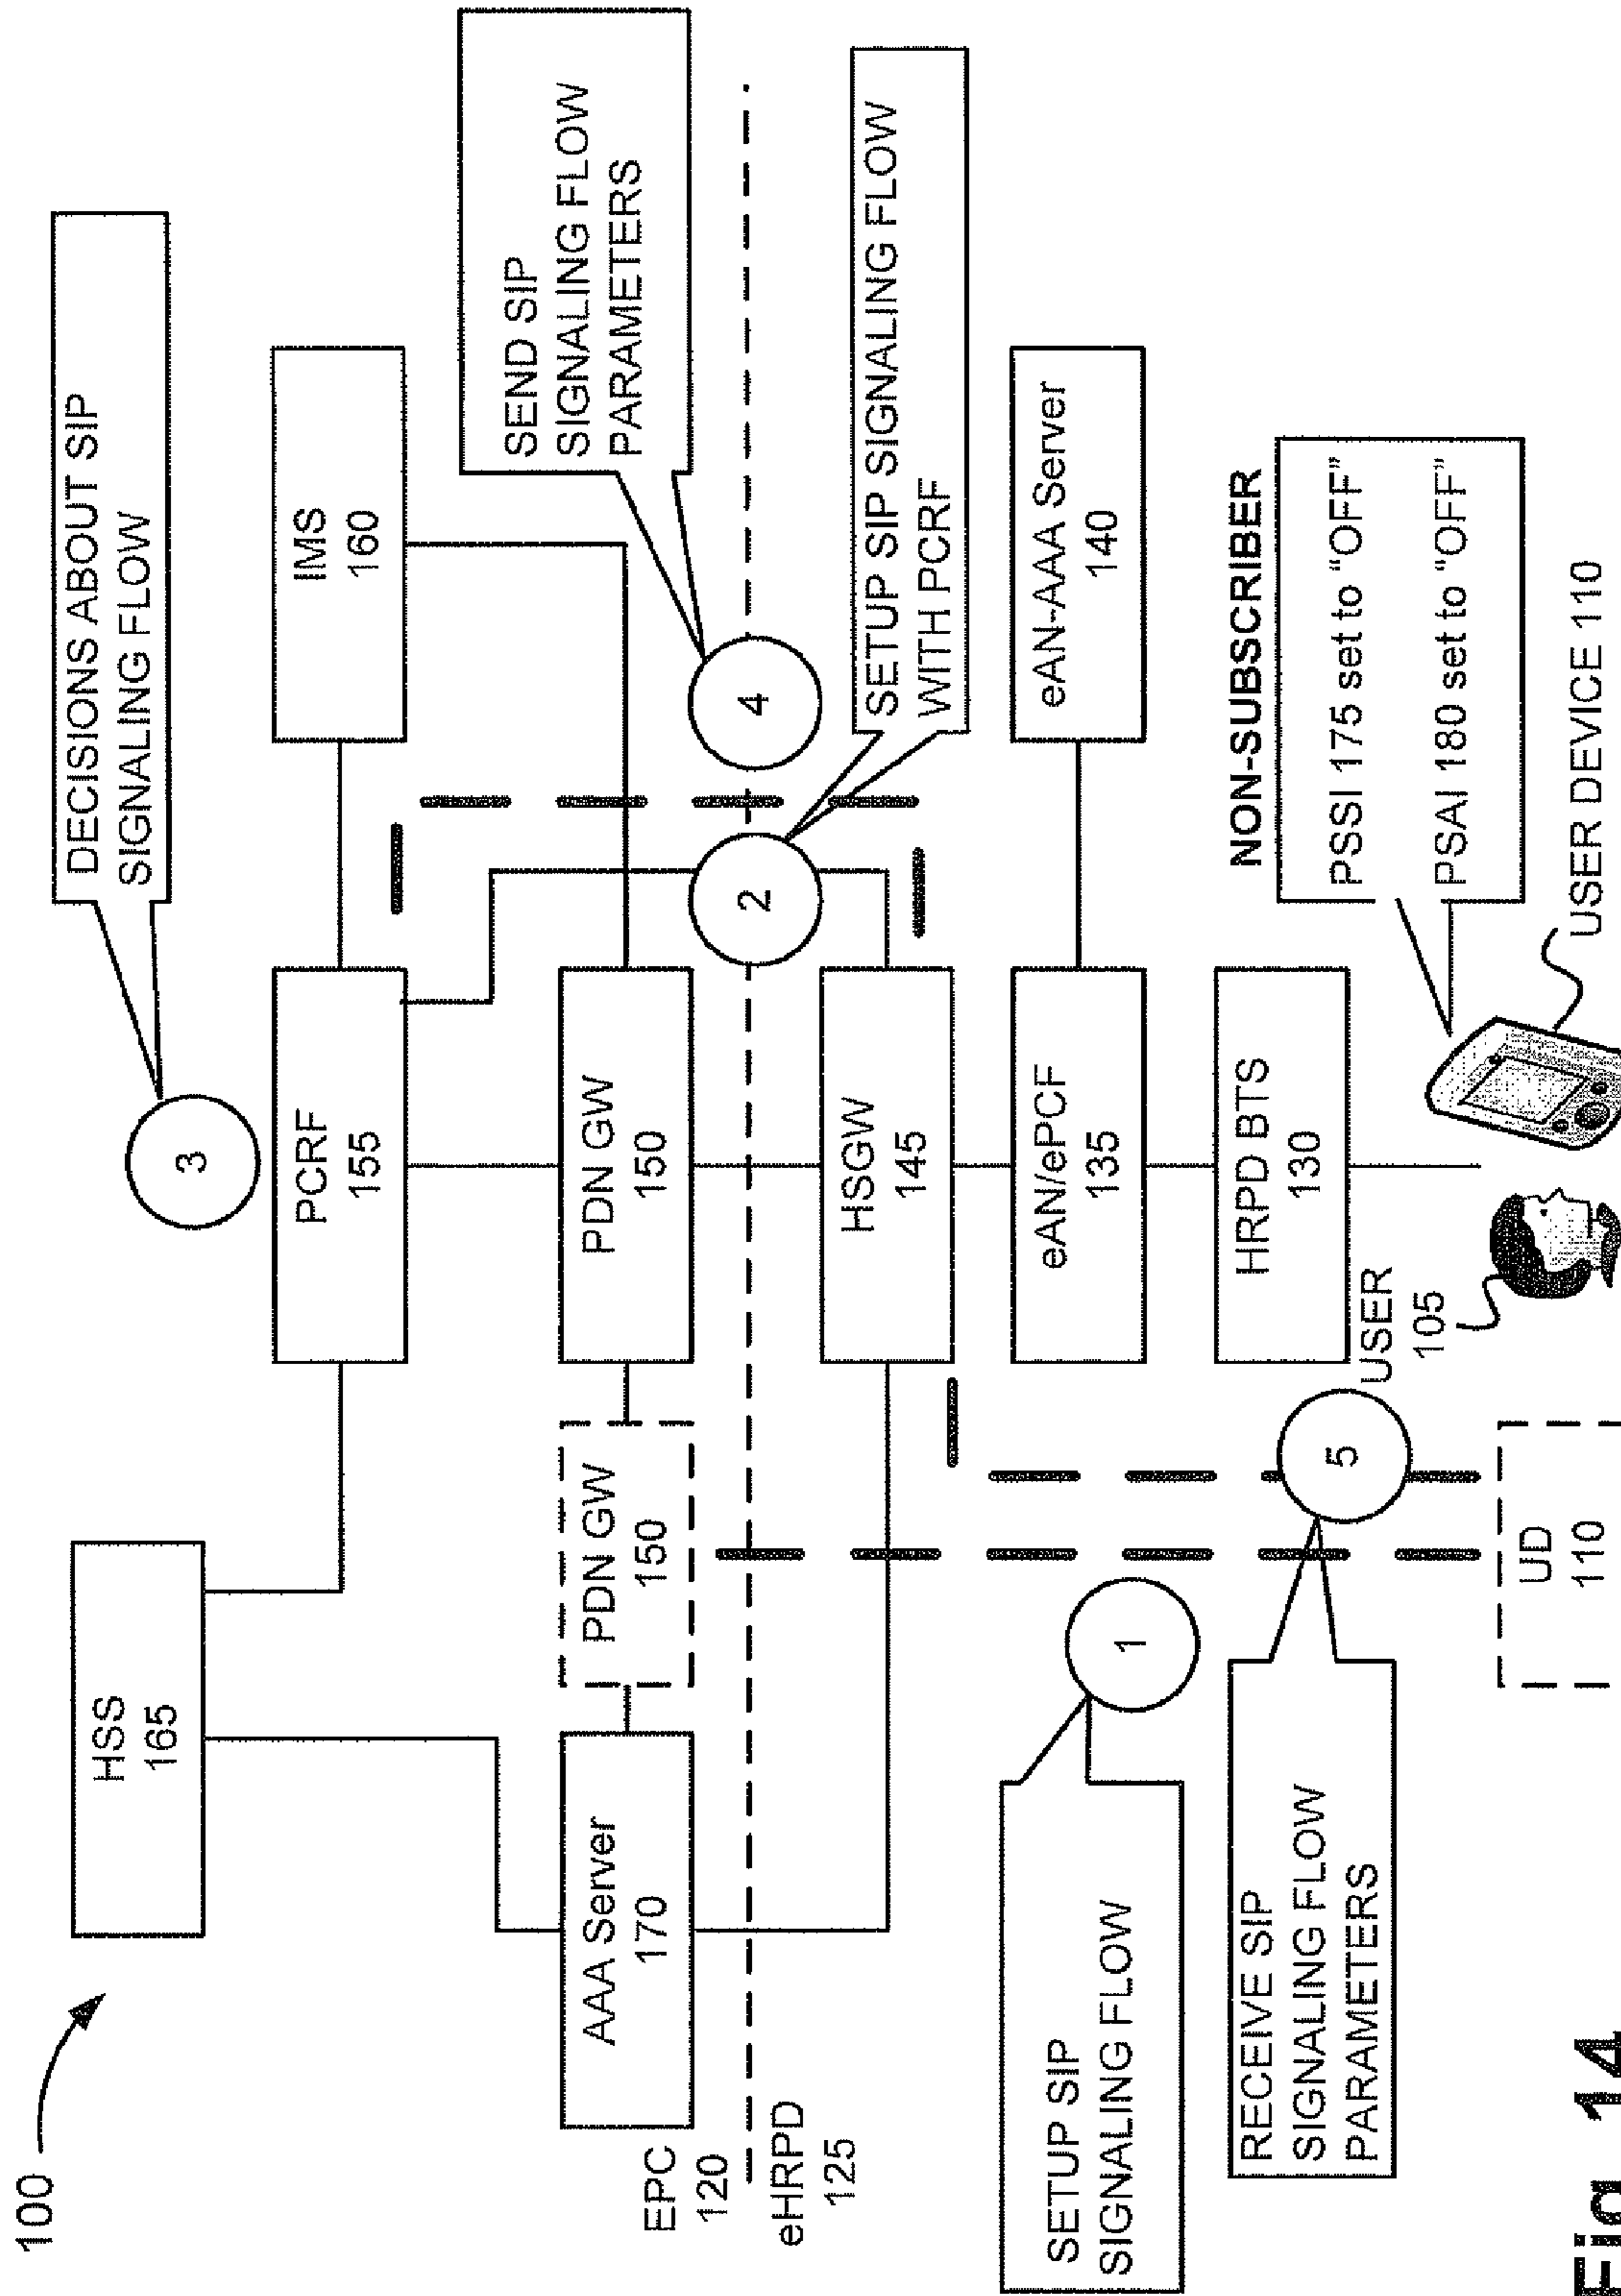 100
HSS
165
DECISIONS ABOUT SIP
SIGNALING FLOW
3
PCRF
155
IMS
160
AAA Server
170
PDN GW
150
PDN GW
150
SEND SIP
SIGNALING FLOW
PARAMETERS
EPC
120
eHRPD
125
2
4
HSGW
145
SETUP SIP SIGNALING FLOW
WITH PCRF
SETUP SIP
SIGNALING FLOW
1
eAN/ePCF
135
eAN-AAA Server
140
RECEIVE SIP
SIGNALING FLOW
PARAMETERS
5
HRPD BTS
130
NON-SUBSCRIBER
PSSI 175 set to "OFF"
PSAI 180 set to "OFF"
USER
105
UD
110
USER DEVICE 110
Fig. 14